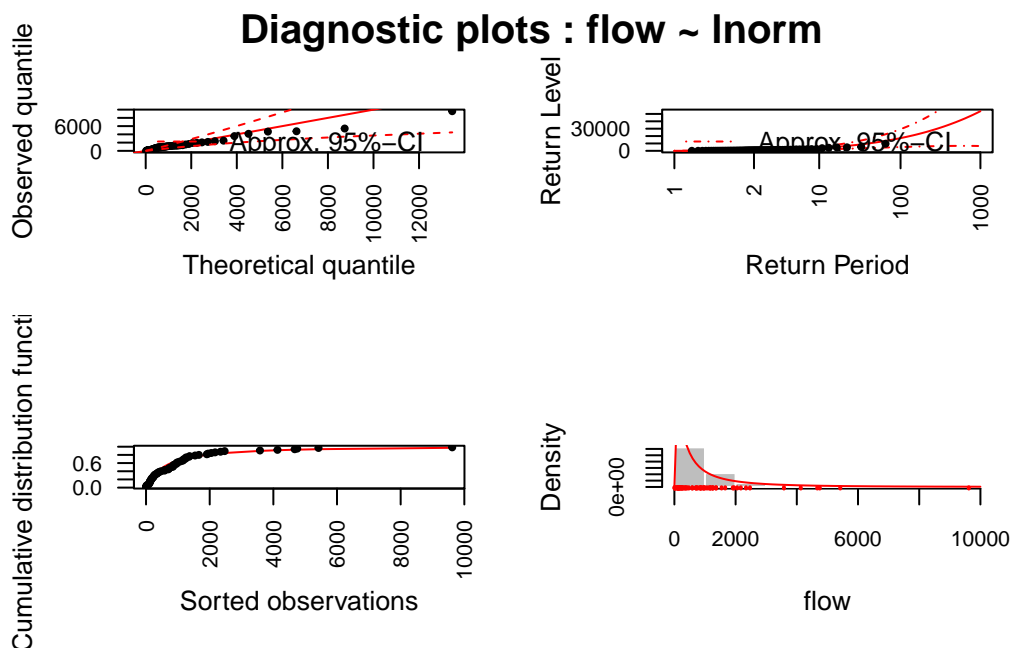 Diagnostic plots : flow ~ lnorm
Observed quantile
6000
0
Approx. 95%−CI
0 2000 4000 6000 8000 10000 12000
Theoretical quantile
Return Level
30000
0
Approx. 95%−CI
1 2 10 100 1000
Return Period
Cumulative distribution functi
0.6
0.0
0 2000 4000 6000 8000 10000
Sorted observations
Density
0e+00
0 2000 6000 10000
flow